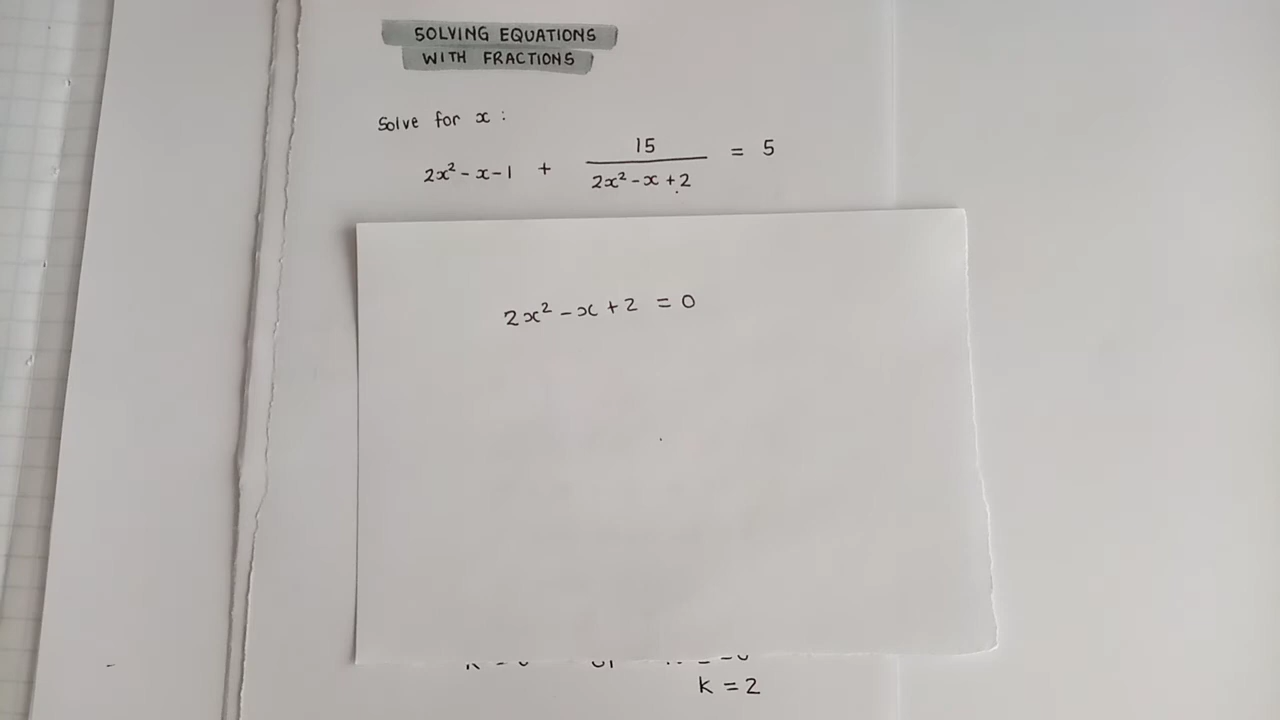 SOLVING EQUATIONS
WITH FRACTIONS
Solve for x :
2x² - x - 1 + 15 / (2x² - x + 2) = 5
2x² - x + 2 = 0
k = 2